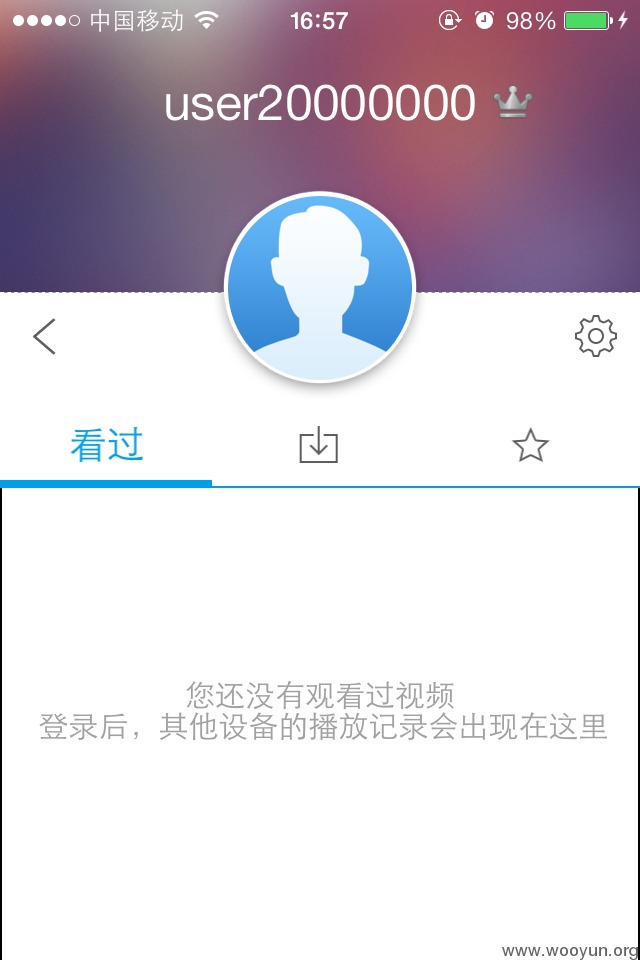 中国移动 16:57 98%
user20000000
看过
您还没有观看过视频
登录后，其他设备的播放记录会出现在这里
www.wooyun.org